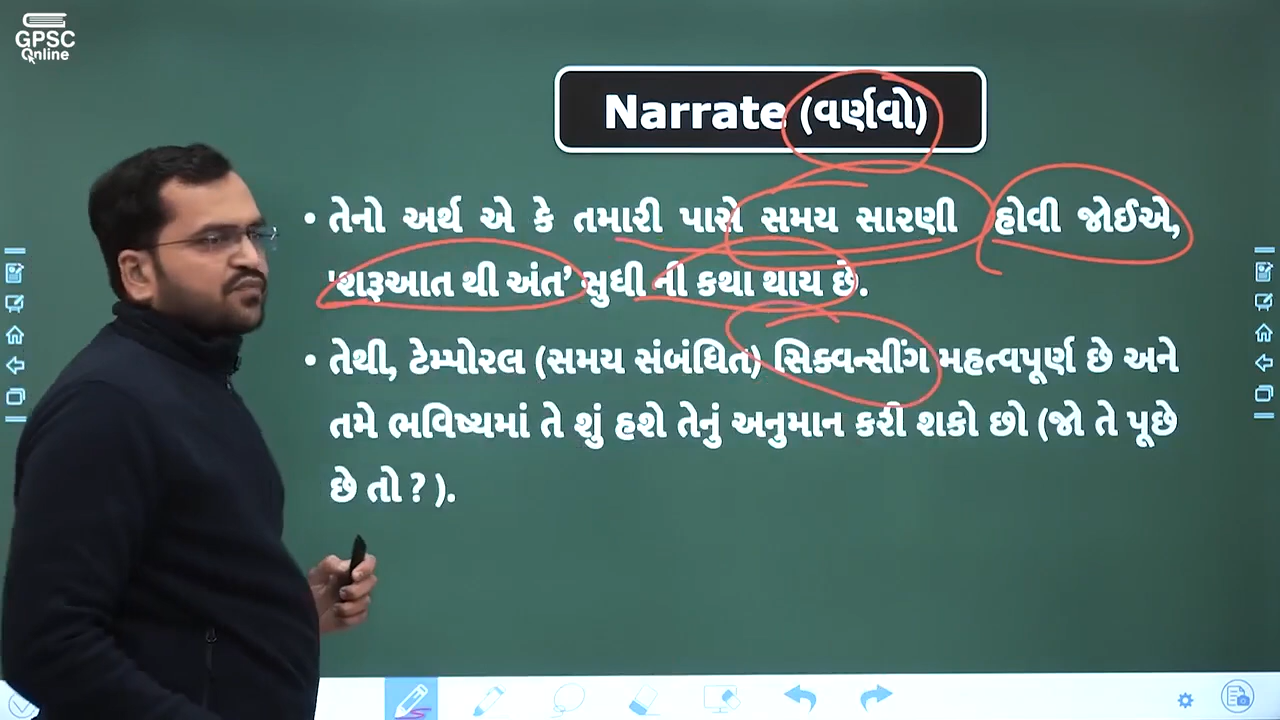 GPSC
Online
Narrate (વર્ણવો)
• તેનો અર્થ એ કે તમારી પાસે સમય સારણી હોવી જોઈએ,
'શરૂઆત થી અંત’ સુધી ની કથા થાય છે.
• તેથી, ટેમ્પોરલ (સમય સંબંધિત) સિક્વન્સીંગ મહત્વપૂર્ણ છે અને
તમે ભવિષ્યમાં તે શું હશે તેનું અનુમાન કરી શકો છો (જો તે પૂછે
છે તો ? ).